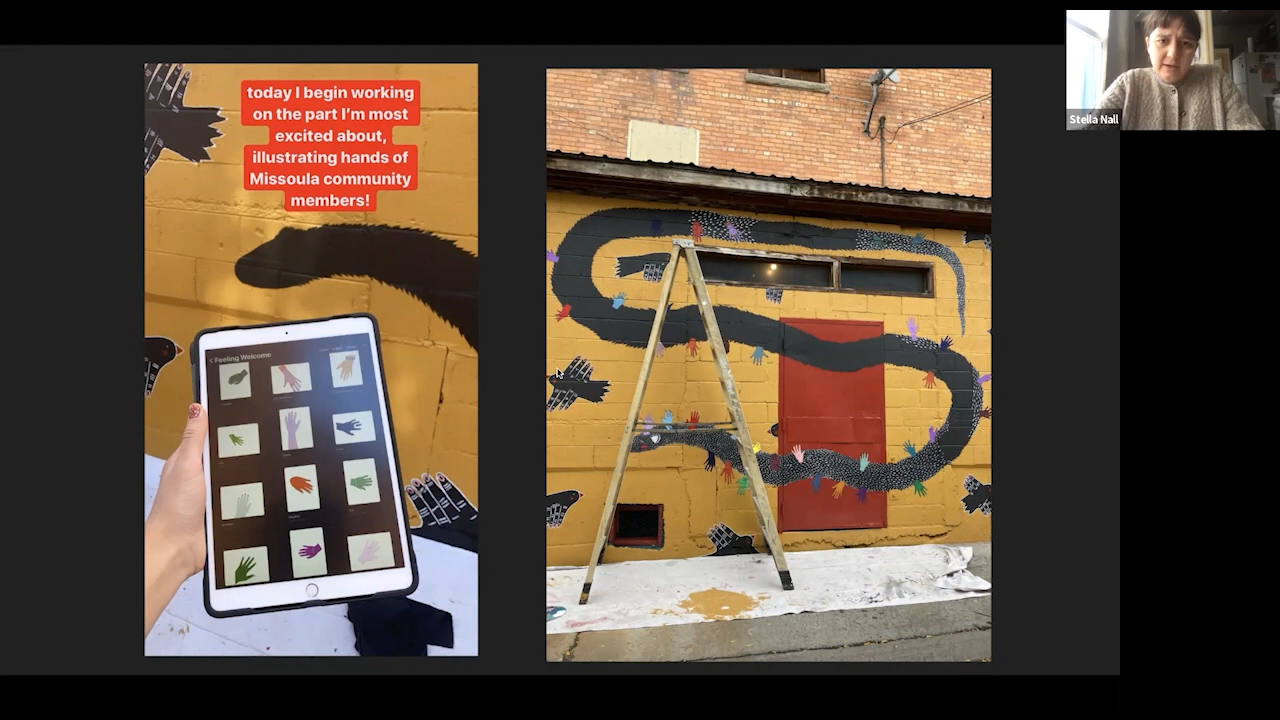 today I begin working
on the part I'm most
excited about,
illustrating hands of
Missoula community
members!
Feeling Welcome
Stella Nall